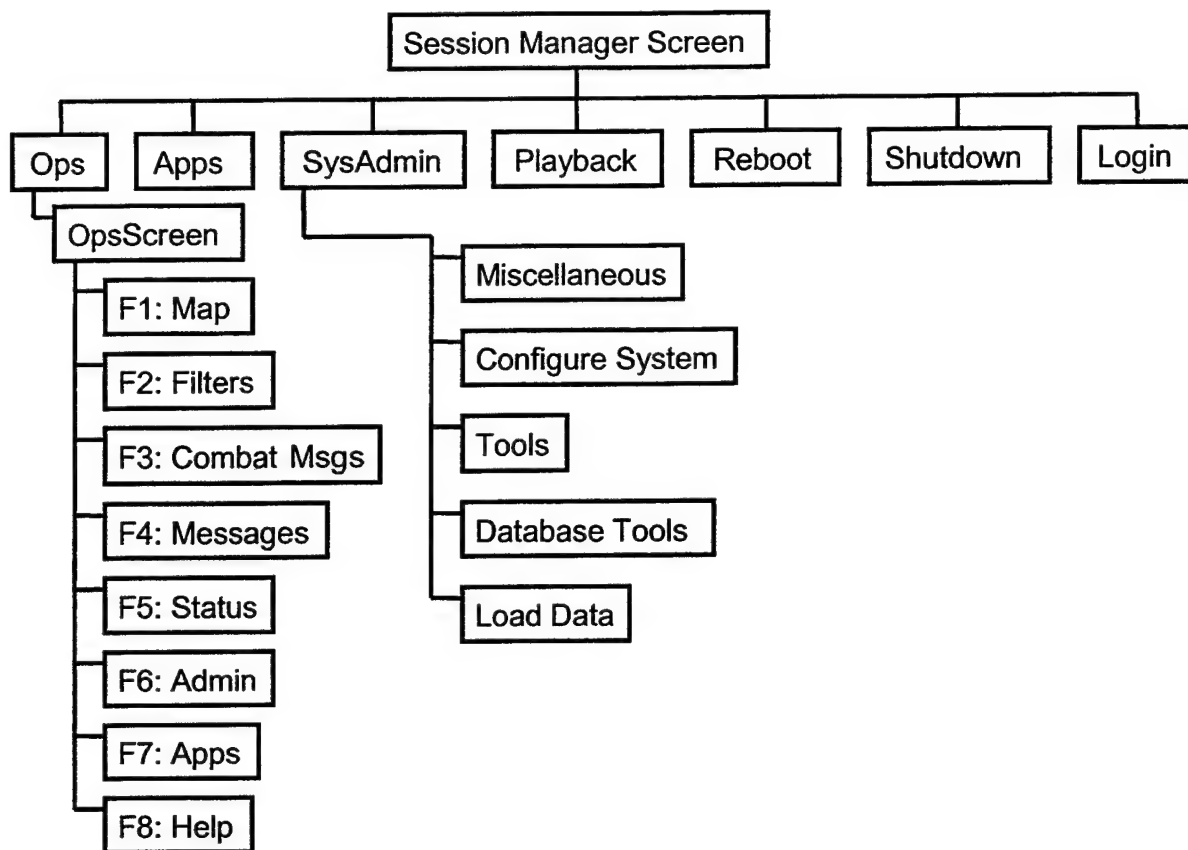 Session Manager Screen
Ops
Apps
SysAdmin
Playback
Reboot
Shutdown
Login
OpsScreen
F1: Map
F2: Filters
F3: Combat Msgs
F4: Messages
F5: Status
F6: Admin
F7: Apps
F8: Help
Miscellaneous
Configure System
Tools
Database Tools
Load Data